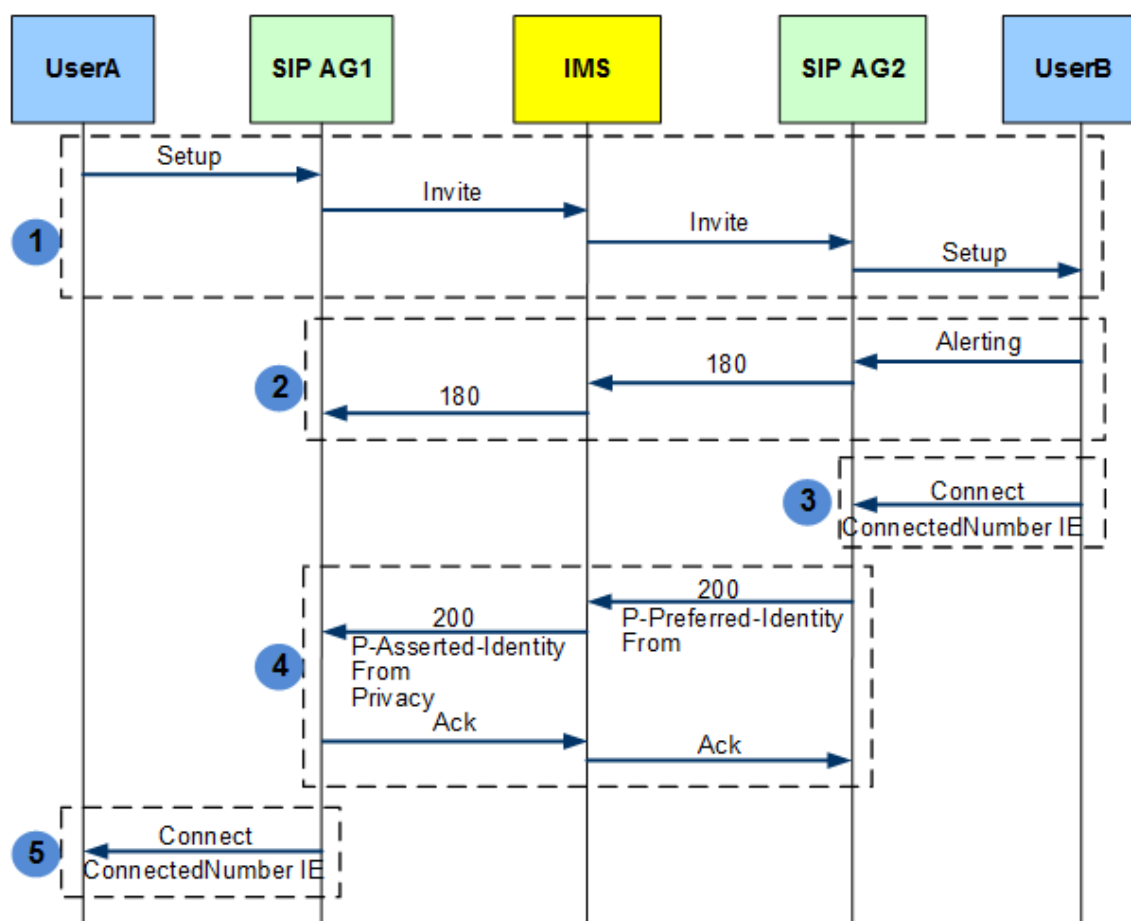 UserA
SIP AG1
IMS
SIP AG2
UserB
Setup
Invite
Invite
1
Setup
Alerting
180
2
180
3
Connect
ConnectedNumber IE
200
P-Preferred-Identity
From
200
P-Asserted-Identity
From
Privacy
4
Ack
Ack
Connect
5
ConnectedNumber IE